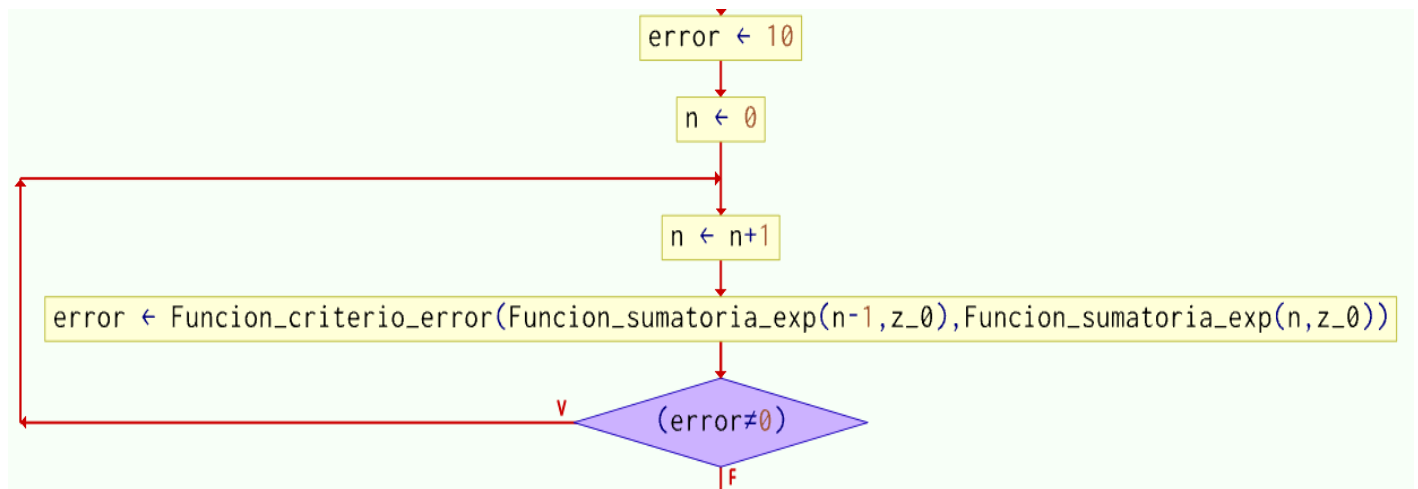 error ← 10
n ← 0
n ← n+1
error ← Funcion_criterio_error(Funcion_sumatoria_exp(n-1,z_0),Funcion_sumatoria_exp(n,z_0))
V
(error≠0)
F